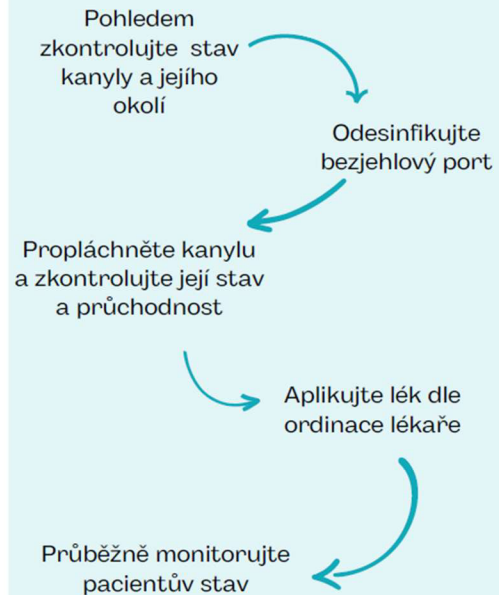 Pohledem
zkontrolujte stav
kanyly a jejího
okolí
Odesinfikujte
bezjehlový port
Propláchněte kanylu
a zkontrolujte její stav
a průchodnost
Aplikujte lék dle
ordinace lékaře
Průběžně monitorujte
pacientův stav